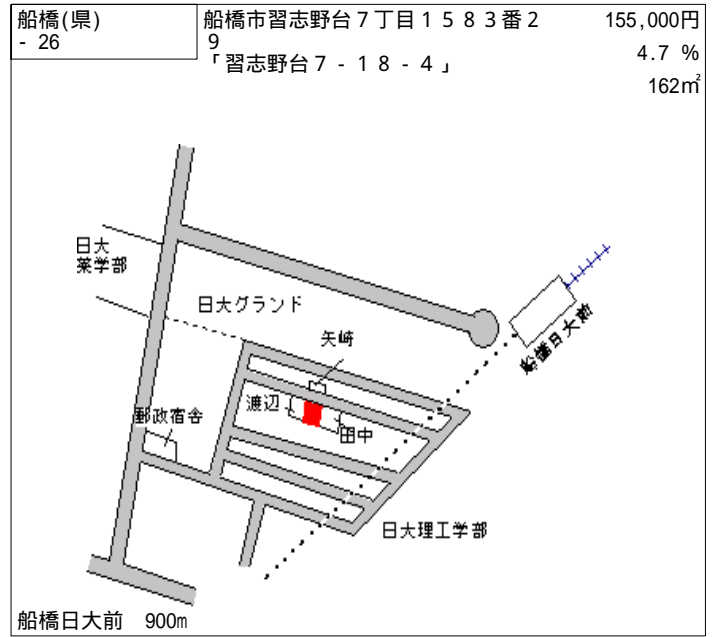 船橋(県)
- 26
船橋市習志野台７丁目１５８３番２
９
「習志野台７－１８－４」
155,000円
4.7 %
162㎡
日大
薬学部
日大グランド
矢崎
船橋日大前
渡辺
田中
郵政宿舎
日大理工学部
船橋日大前 900m